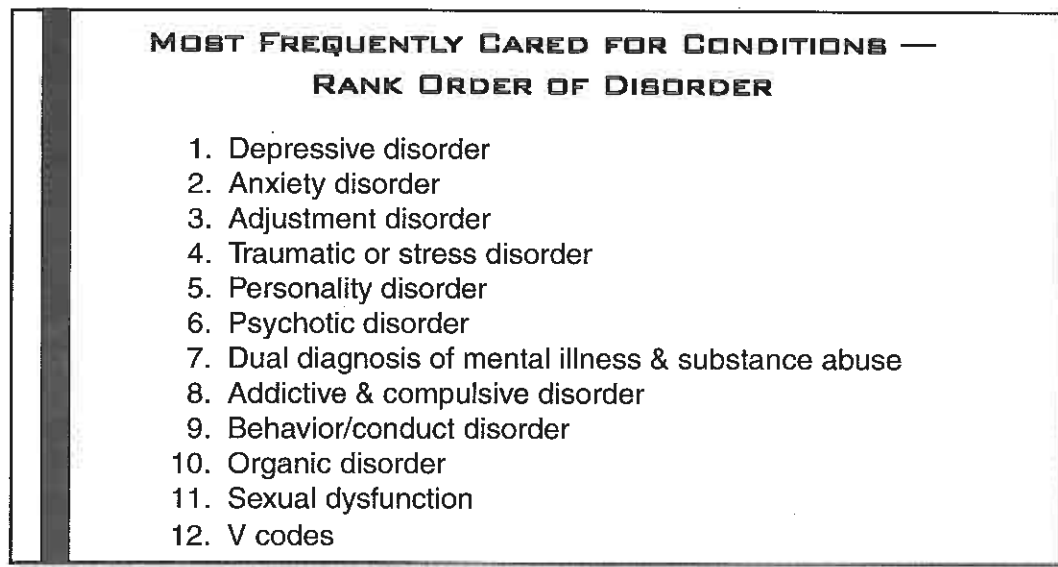 MOST FREQUENTLY CARED FOR CONDITIONS —
RANK ORDER OF DISORDER
1. Depressive disorder
2. Anxiety disorder
3. Adjustment disorder
4. Traumatic or stress disorder
5. Personality disorder
6. Psychotic disorder
7. Dual diagnosis of mental illness & substance abuse
8. Addictive & compulsive disorder
9. Behavior/conduct disorder
10. Organic disorder
11. Sexual dysfunction
12. V codes